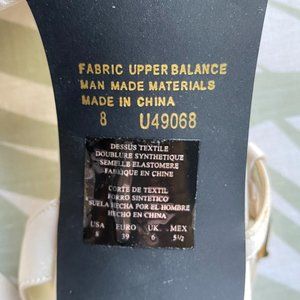 FABRIC UPPER BALANCE
MAN MADE MATERIALS
MADE IN CHINA
8 U49068
DESSUS TEXTILE
DOUBLURE SYNTHETIQUE
SEMELLE ELASTOMERE
FABRIQUE EN CHINE
CORTE DE TEXTIL
FORRO SINTETICO
SUELA HECHA POR EL HOMBRE
HECHO EN CHINA
USA EURO UK MEX
39 6 5½